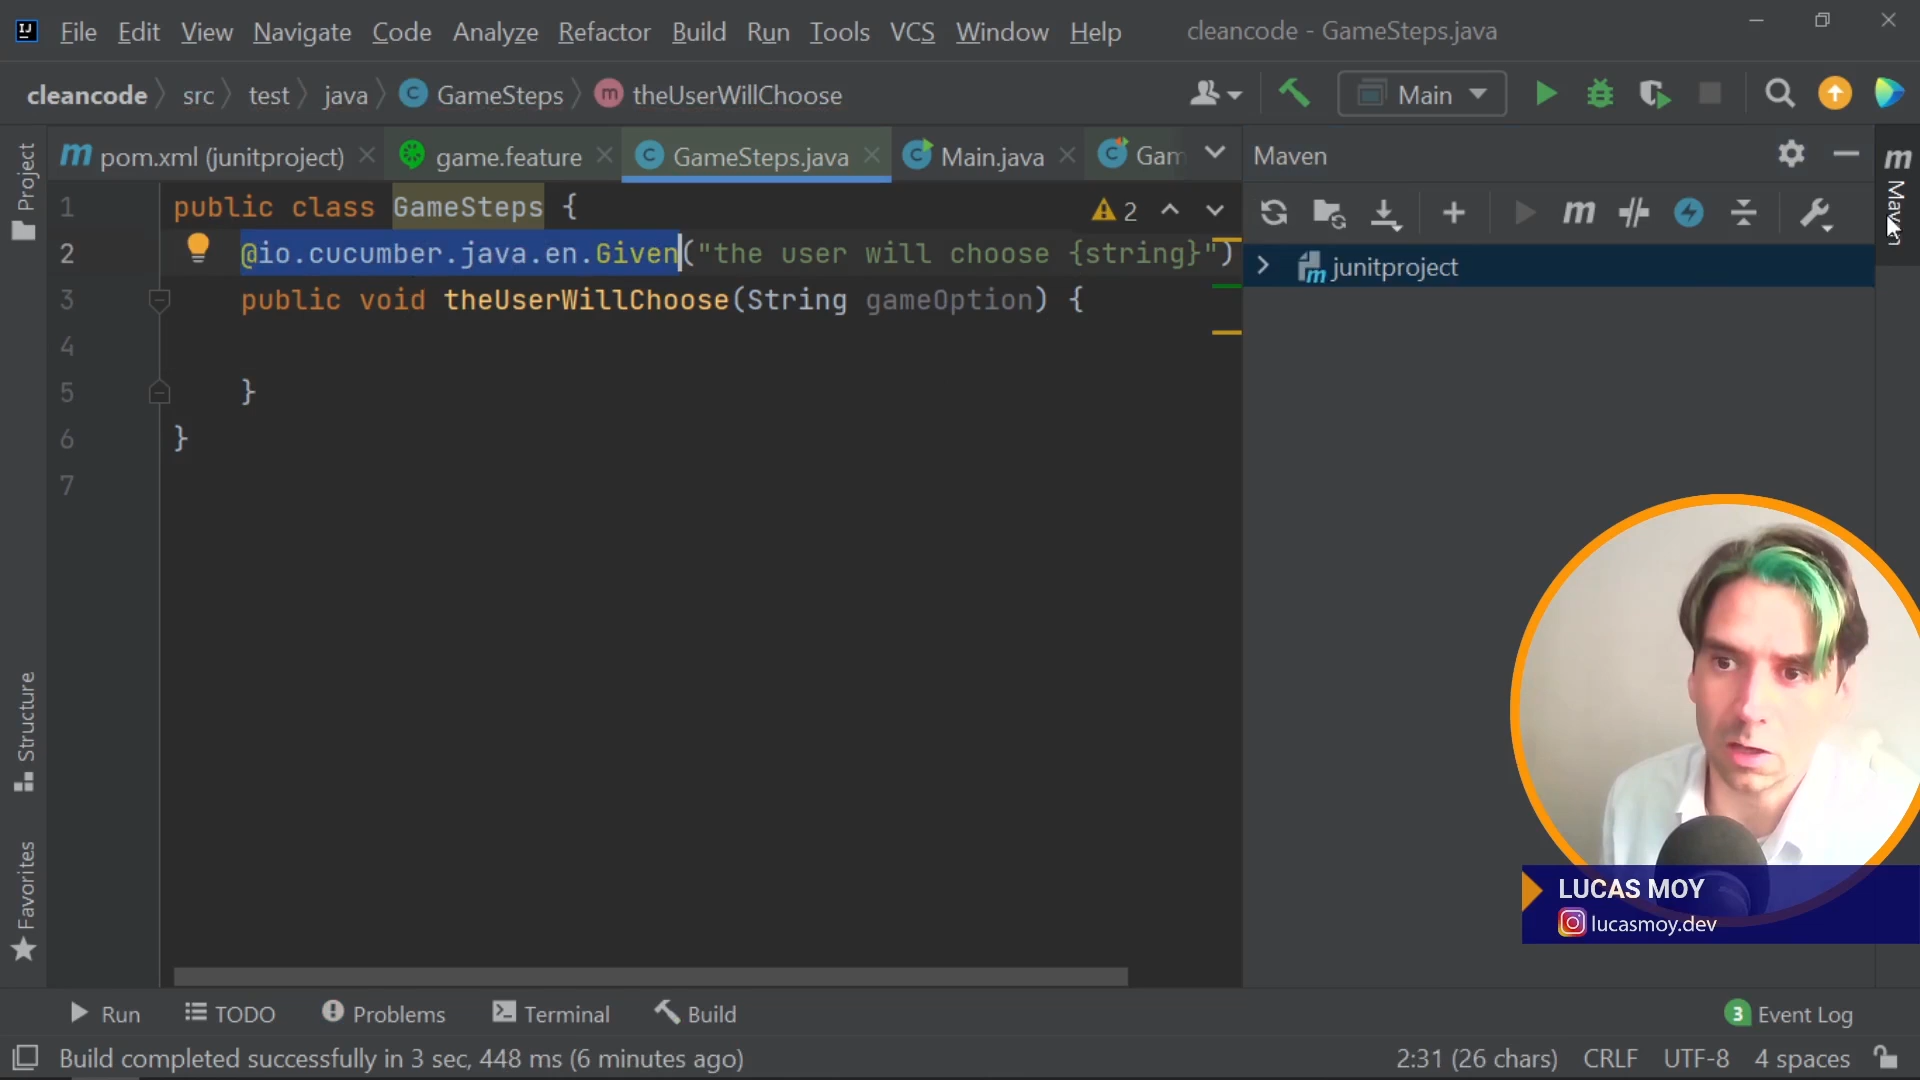 File Edit View Navigate Code Analyze Refactor Build Run Tools VCS Window Help cleancode - GameSteps.java
cleancode src test java GameSteps theUserWillChoose Main
pom.xml (junitproject) game.feature GameSteps.java Main.java Gam Maven
Project
Maven
1 public class GameSteps { 2
2 @io.cucumber.java.en.Given("the user will choose {string}")
junitproject
3 public void theUserWillChoose(String gameOption) {
4
5 }
6 }
7
Structure
Favorites
LUCAS MOY
lucasmoy.dev
Run TODO Problems Terminal Build 3 Event Log
Build completed successfully in 3 sec, 448 ms (6 minutes ago) 2:31 (26 chars) CRLF UTF-8 4 spaces